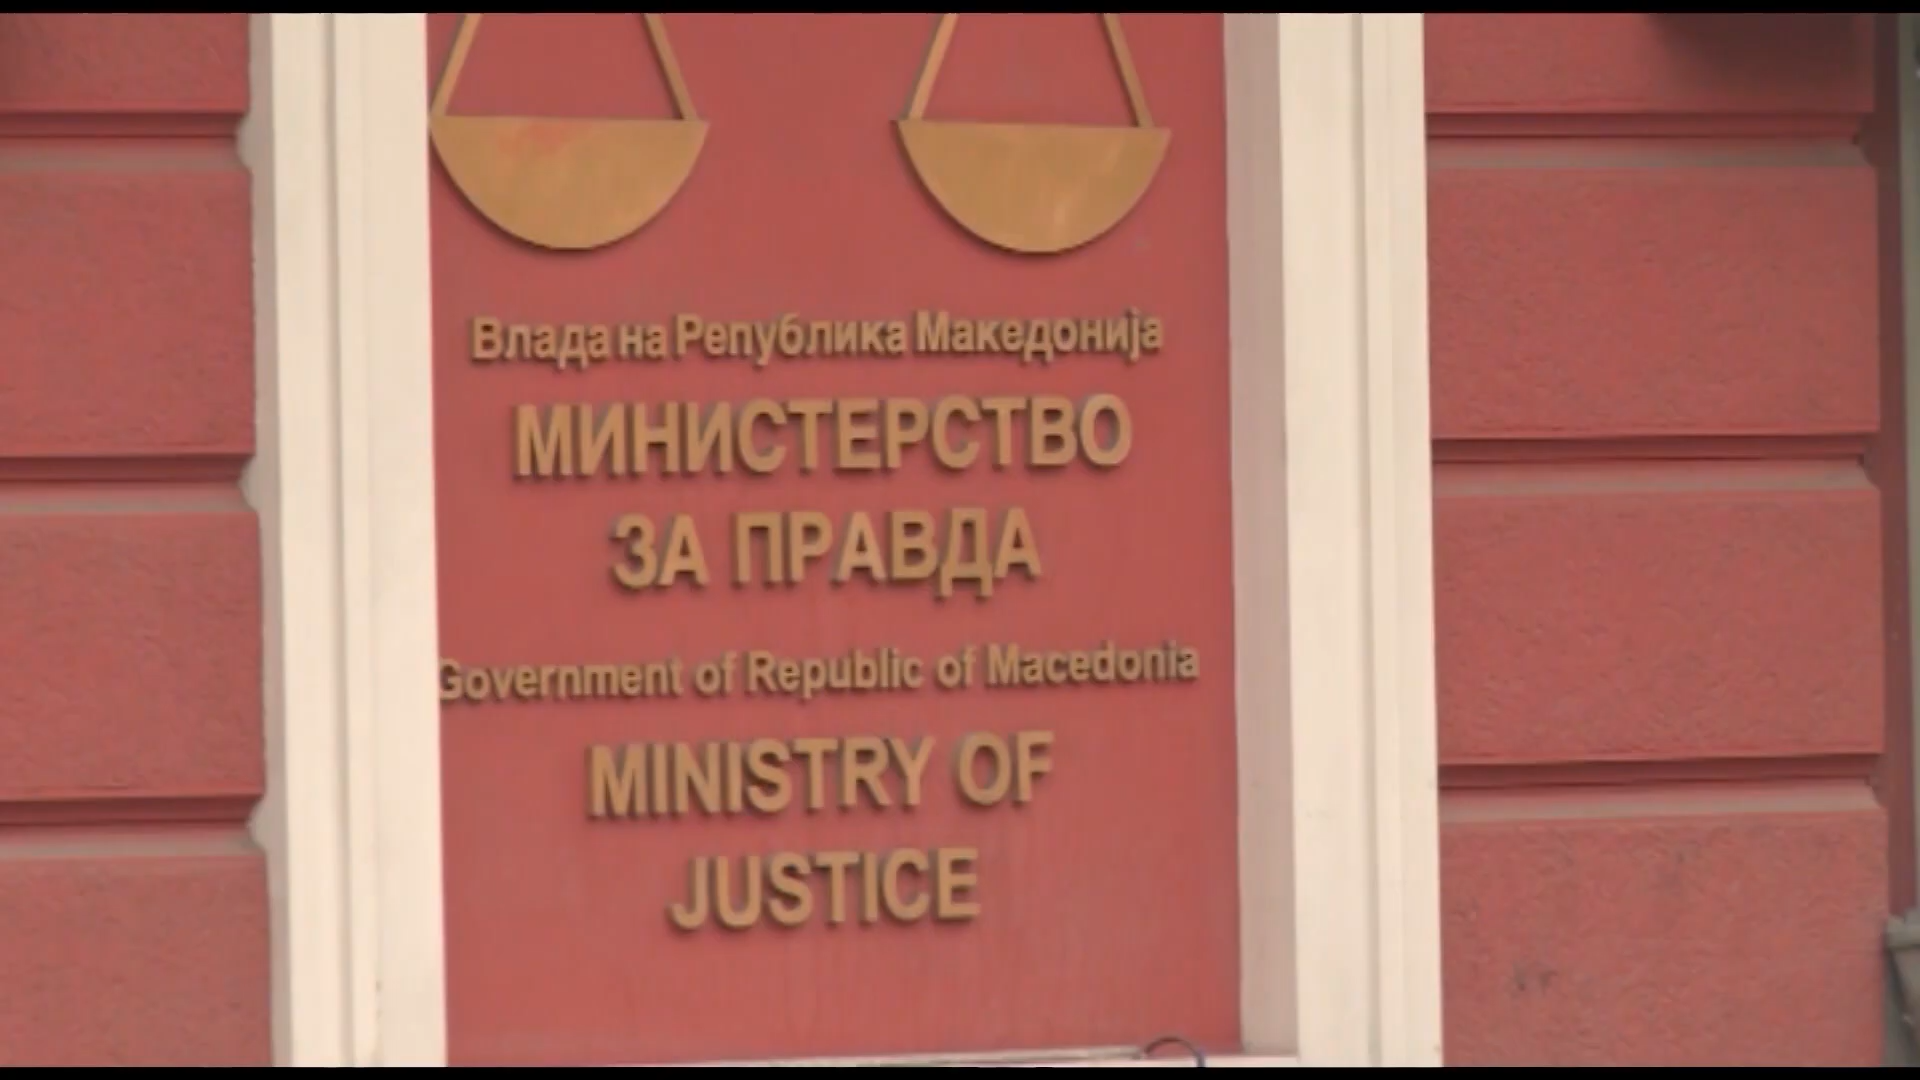 Влада на Република Македонија
МИНИСТЕРСТВО
ЗА ПРАВДА
Government of Republic of Macedonia
MINISTRY OF
JUSTICE